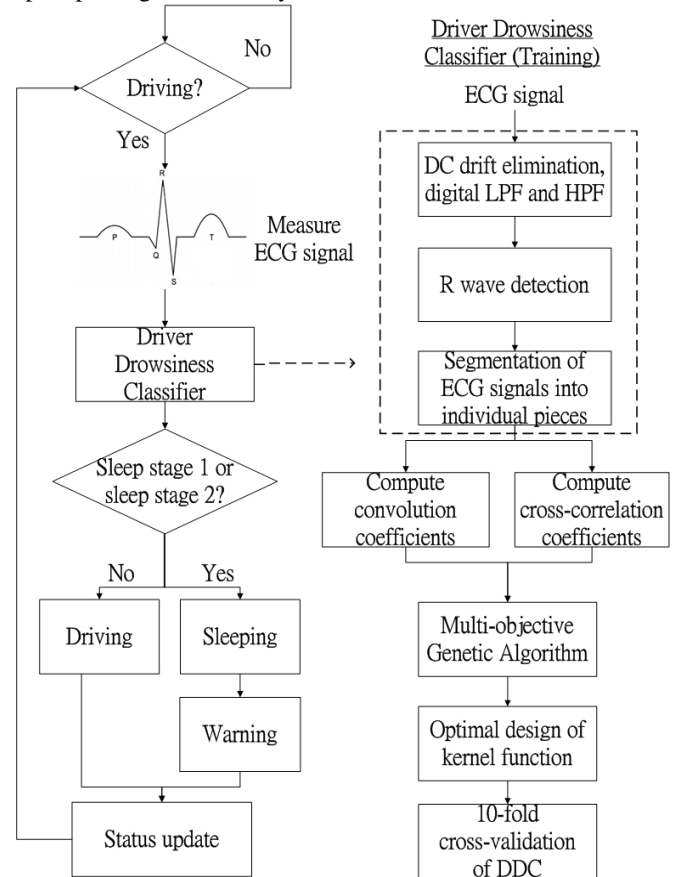 No
Driving?
Yes
R
P
Q
S
T
Measure
ECG signal
Driver
Drowsiness
Classifier
Sleep stage 1 or
sleep stage 2?
No
Yes
Driving
Sleeping
Warning
Status update
Driver Drowsiness
Classifier (Training)
ECG signal
DC drift elimination,
digital LPF and HPF
R wave detection
Segmentation of
ECG signals into
individual pieces
Compute
convolution
coefficients
Compute
cross-correlation
coefficients
Multi-objective
Genetic Algorithm
Optimal design of
kernel function
10-fold
cross-validation
of DDC